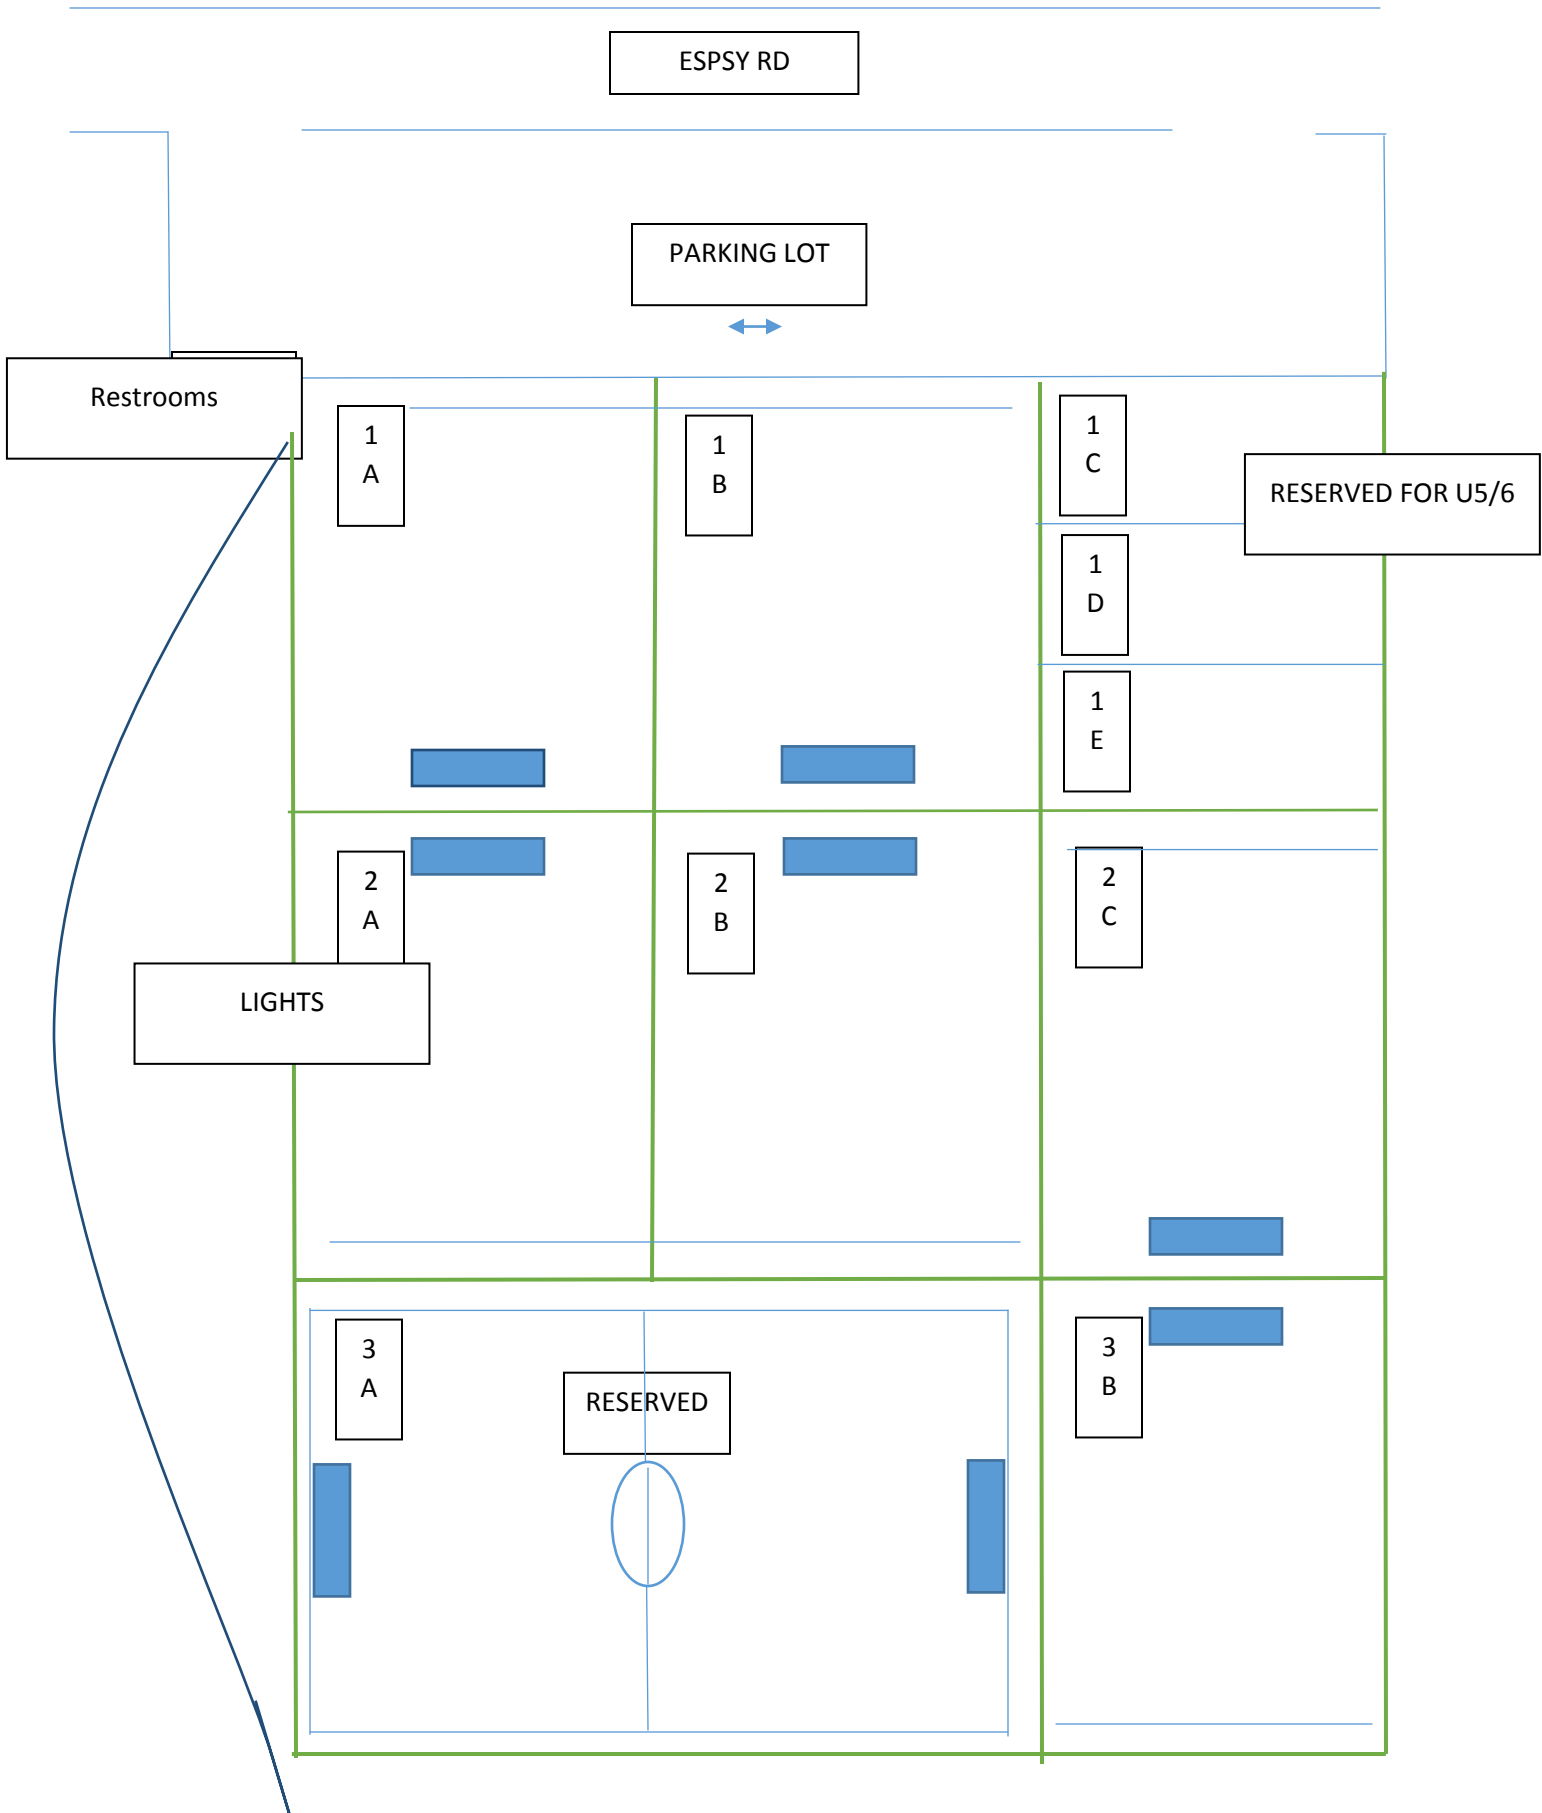 ESPSY RD
PARKING LOT
Restrooms
1
A
1
B
1
C
RESERVED FOR U5/6
1
D
1
E
2
A
2
B
2
C
LIGHTS
3
A
RESERVED
3
B